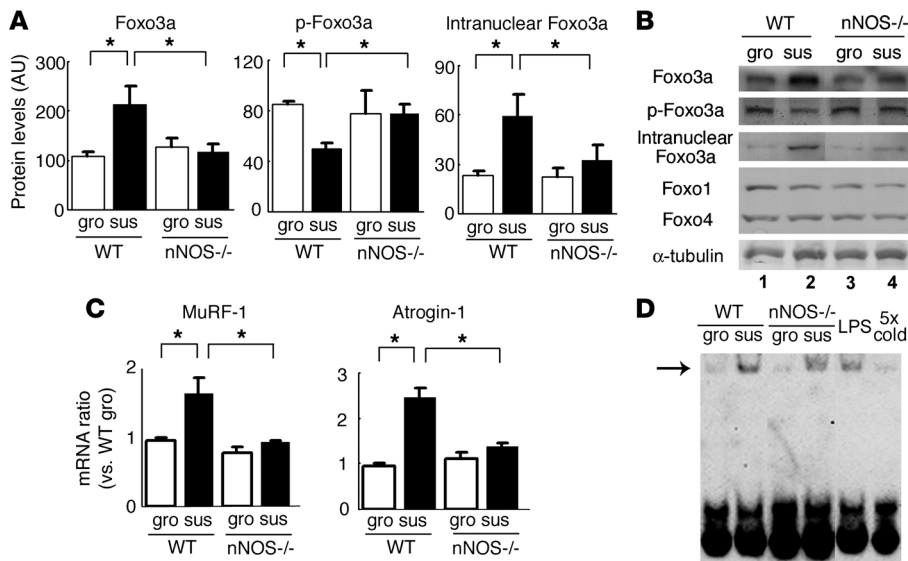 A
Foxo3a
p-Foxo3a
Intranuclear Foxo3a
Protein levels (AU)
300
200
100
0
*
*
gro sus
gro sus
WT
nNOS-/-
120
80
40
0
*
*
gro sus
gro sus
WT
nNOS-/-
90
60
30
0
*
*
gro sus
gro sus
WT
nNOS-/-
B
WT
nNOS-/-
gro sus
gro sus
Foxo3a
p-Foxo3a
Intranuclear
Foxo3a
Foxo1
Foxo4
α-tubulin
1 2 3 4
C
MuRF-1
Atrogin-1
mRNA ratio
(vs. WT gro)
2
1
0
*
*
gro sus
gro sus
WT
nNOS-/-
3
2
1
0
*
*
gro sus
gro sus
WT
nNOS-/-
D
WT
nNOS-/-
LPS
5x
cold
gro sus
gro sus